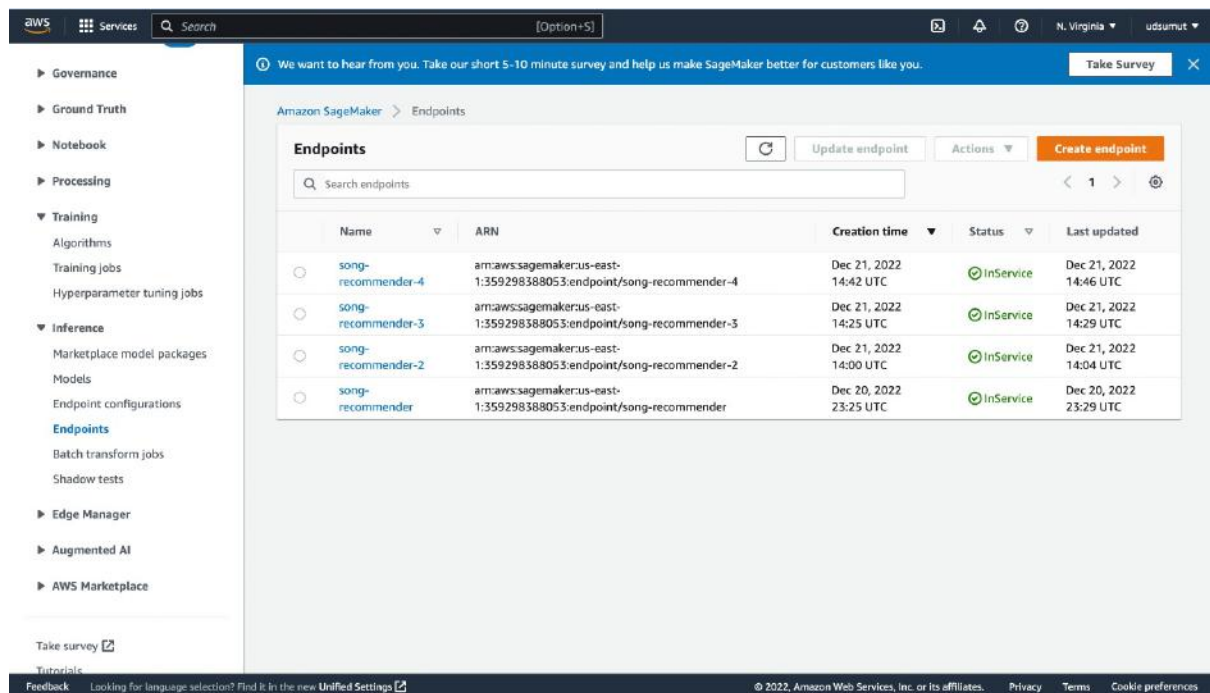 aws
Services
Search [Option+S]
N. Virginia
udsumut
Governance
Ground Truth
Notebook
Processing
Training
Algorithms
Training jobs
Hyperparameter tuning jobs
Inference
Marketplace model packages
Models
Endpoint configurations
Endpoints
Batch transform jobs
Shadow tests
Edge Manager
Augmented AI
AWS Marketplace
Take survey
Tutorials
We want to hear from you. Take our short 5-10 minute survey and help us make SageMaker better for customers like you.
Take Survey
Amazon SageMaker > Endpoints
Endpoints
Update endpoint
Actions
Create endpoint
Search endpoints
< 1 >
Name ARN Creation time Status Last updated
song- arn:aws:sagemaker:us-east- Dec 21, 2022 InService Dec 21, 2022
recommender-4 1:359298388053:endpoint/song-recommender-4 14:42 UTC 14:46 UTC
song- arn:aws:sagemaker:us-east- Dec 21, 2022 InService Dec 21, 2022
recommender-3 1:359298388053:endpoint/song-recommender-3 14:25 UTC 14:29 UTC
song- arn:aws:sagemaker:us-east- Dec 21, 2022 InService Dec 21, 2022
recommender-2 1:359298388053:endpoint/song-recommender-2 14:00 UTC 14:04 UTC
song- arn:aws:sagemaker:us-east- Dec 20, 2022 InService Dec 20, 2022
recommender 1:359298388053:endpoint/song-recommender 23:25 UTC 23:29 UTC
Feedback Looking for language selection? Find it in the new Unified Settings © 2022, Amazon Web Services, Inc. or its affiliates. Privacy Terms Cookie preferences